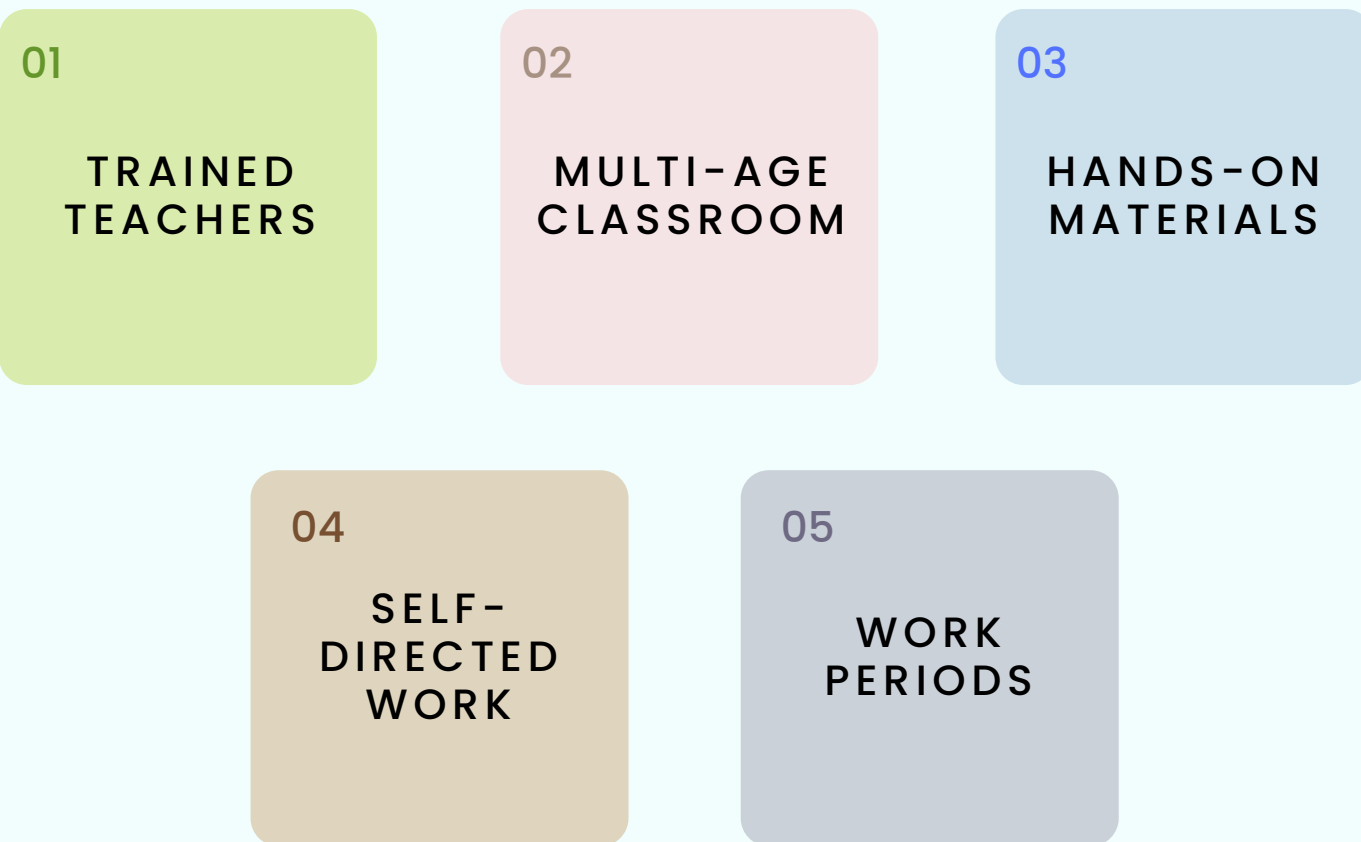 01
TRAINED
TEACHERS
02
MULTI-AGE
CLASSROOM
03
HANDS-ON
MATERIALS
04
SELF-
DIRECTED
WORK
05
WORK
PERIODS